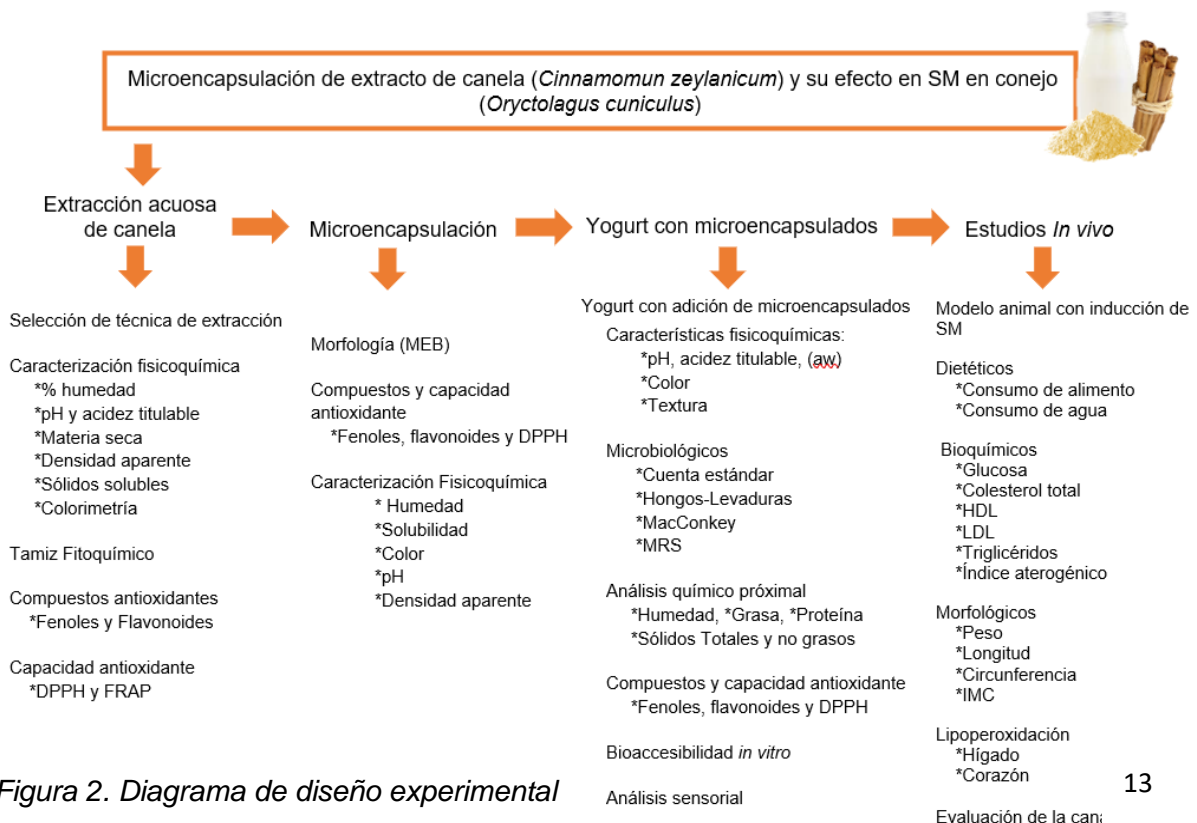 Microencapsulación de extracto de canela (Cinnamomun zeylanicum) y su efecto en SM en conejo
(Oryctolagus cuniculus)
Extracción acuosa
de canela
Microencapsulación
Yogurt con microencapsulados
Estudios In vivo
Selección de técnica de extracción
Caracterización fisicoquímica
*% humedad
*pH y acidez titulable
*Materia seca
*Densidad aparente
*Sólidos solubles
*Colorimetría
Tamiz Fitoquímico
Compuestos antioxidantes
*Fenoles y Flavonoides
Capacidad antioxidante
*DPPH y FRAP
Morfología (MEB)
Compuestos y capacidad
antioxidante
*Fenoles, flavonoides y DPPH
Caracterización Fisicoquímica
* Humedad
*Solubilidad
*Color
*pH
*Densidad aparente
Yogurt con adición de microencapsulados
Características fisicoquímicas:
*pH, acidez titulable, (aw)
*Color
*Textura
Microbiológicos
*Cuenta estándar
*Hongos-Levaduras
*MacConkey
*MRS
Análisis químico próximal
*Humedad, *Grasa, *Proteína
*Sólidos Totales y no grasos
Compuestos y capacidad antioxidante
*Fenoles, flavonoides y DPPH
Bioaccesibilidad in vitro
Análisis sensorial
Modelo animal con inducción de
SM
Dietéticos
*Consumo de alimento
*Consumo de agua
Bioquímicos
*Glucosa
*Colesterol total
*HDL
*LDL
*Triglicéridos
*Índice aterogénico
Morfológicos
*Peso
*Longitud
*Circunferencia
*IMC
Lipoperoxidación
*Hígado
*Corazón
Evaluación de la
Figura 2. Diagrama de diseño experimental
13